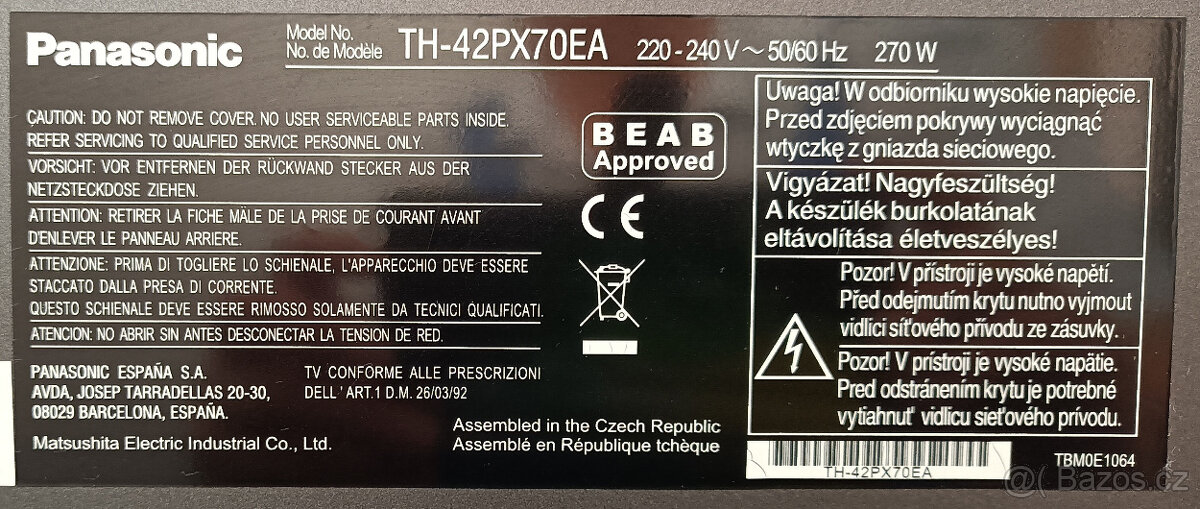 Panasonic
Model No.
No. de Modèle
TH-42PX70EA
220 - 240 V ~ 50/60 Hz
270 W
CAUTION: DO NOT REMOVE COVER. NO USER SERVICEABLE PARTS INSIDE.
REFER SERVICING TO QUALIFIED SERVICE PERSONNEL ONLY.
VORSICHT: VOR ENTFERNEN DER RÜCKWAND STECKER AUS DER
NETZSTECKDOSE ZIEHEN.
ATTENTION: RETIRER LA FICHE MÄLE DE LA PRISE DE COURANT AVANT
D'ENLEVER LE PANNEAU ARRIERE.
ATTENZIONE: PRIMA DI TOGLIERE LO SCHIENALE, L'APPARECCHIO DEVE ESSERE
STACCATO DALLA PRESA DI CORRENTE.
QUESTO SCHIENALE DEVE ESSERE RIMOSSO SOLAMENTE DA TECNICI QUALIFICATI.
ATENCION: NO ABRIR SIN ANTES DESCONECTAR LA TENSION DE RED.
PANASONIC ESPAÑA S.A.
AVDA, JOSEP TARRADELLAS 20-30,
08029 BARCELONA, ESPAÑA.
TV CONFORME ALLE PRESCRIZIONI
DELL' ART.1 D.M. 26/03/92
Matsushita Electric Industrial Co., Ltd.
Assembled in the Czech Republic
Assemblé en République tchèque
BEAB
Approved
CE
Uwaga! W odbiorniku wysokie napięcie.
Przed zdjęciem pokrywy wyciągnąć
wtyczkę z gniazda sieciowego.
Vigyázat! Nagyfeszültség!
A készülék burkolatának
eltávolítása életveszélyes!
Pozor! V přístroji je vysoké napětí.
Před odejmutím krytu nutno vyjmout
vidlici síťového přívodu ze zásuvky.
Pozor! V prístroji je vysoké napätie.
Pred odstránením krytu je potrebné
vytiahnuť vidlicu sieťového prívodu.
TH-42PX70EA
TBM0E1064
@( Bazos.cz